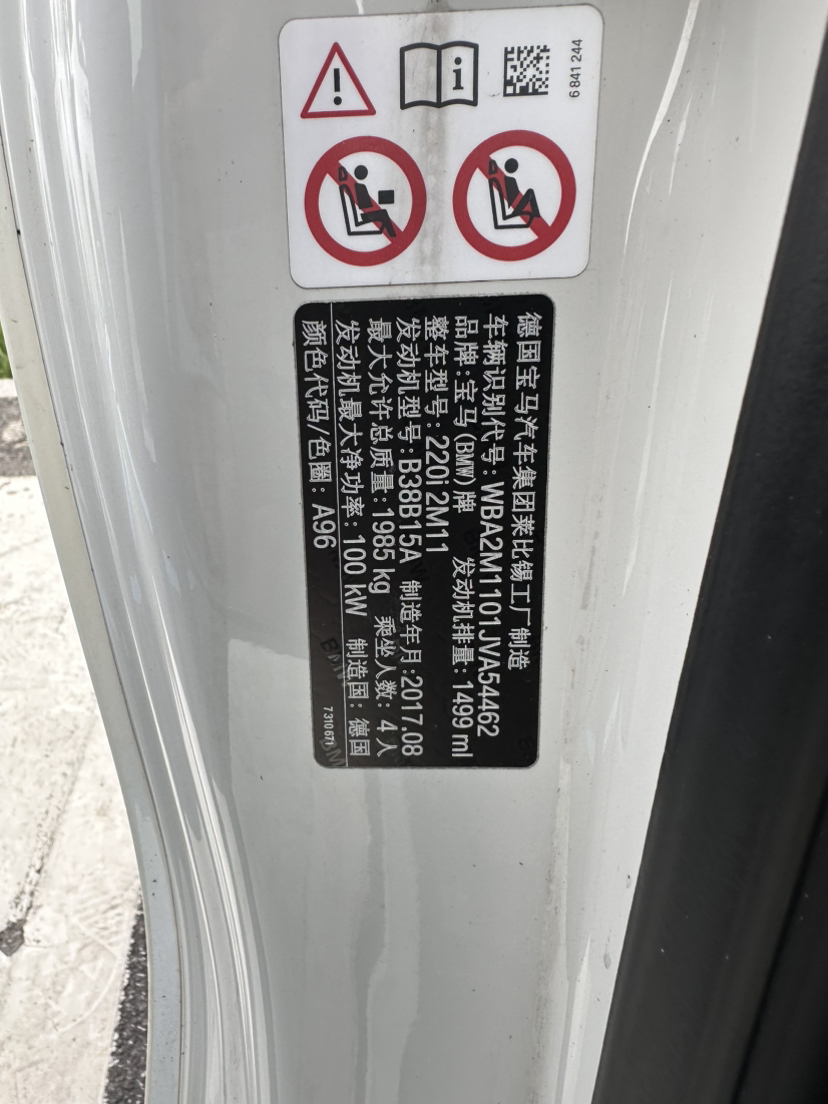 6 841 244
德国宝马汽车集团莱比锡工厂制造
车辆识别代号: WBA2M1101JVA54462
品牌:宝马(BMW)牌 发动机排量: 1499 ml
整车型号: 220i 2M11
发动机型号: B38B15A 制造年月:2017.08
最大允许总质量: 1985 kg 乘坐人数: 4 人
发动机最大净功率: 100 kW 制造国: 德国
颜色代码/色圈: A96
7310671